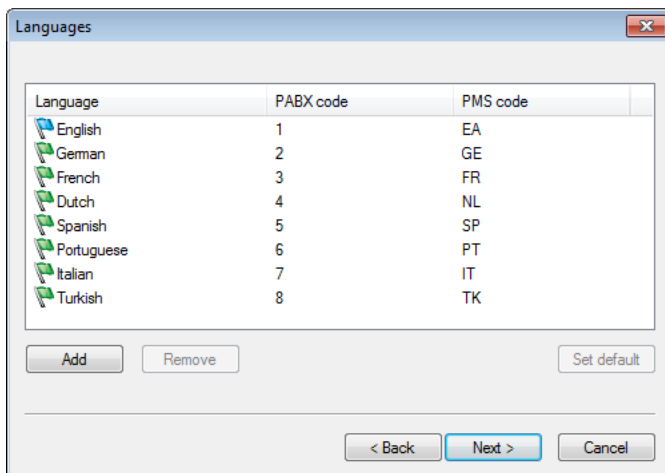 Languages
Language PABX code PMS code
English 1 EA
German 2 GE
French 3 FR
Dutch 4 NL
Spanish 5 SP
Portuguese 6 PT
Italian 7 IT
Turkish 8 TK
Add Remove Set default
< Back Next > Cancel